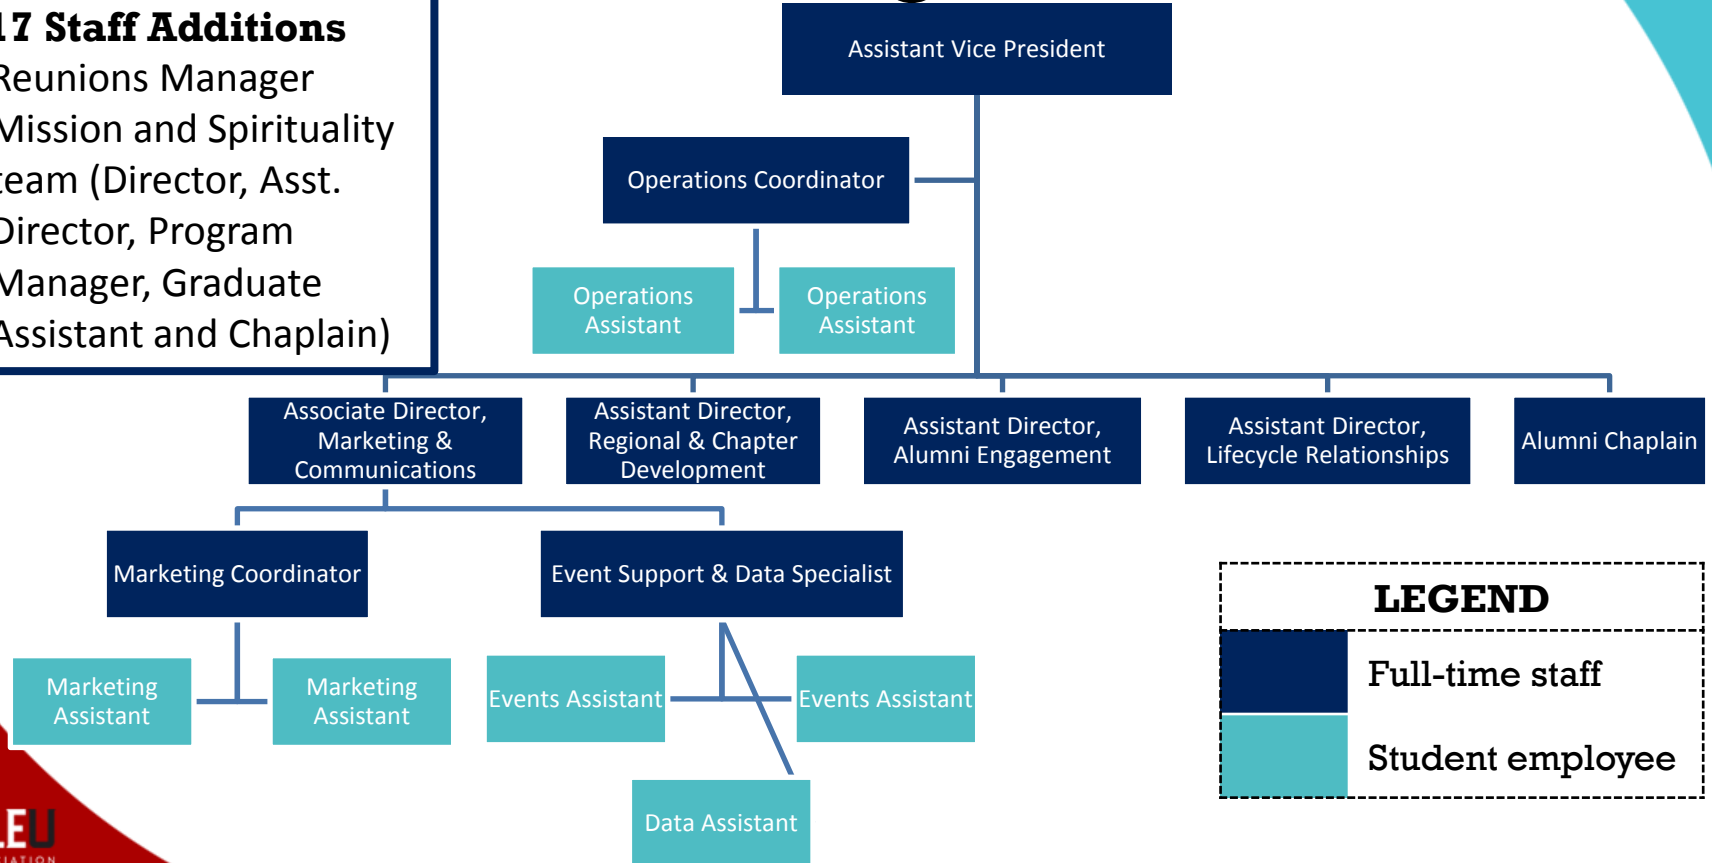 17 Staff Additions
Reunions Manager
Mission and Spirituality
team (Director, Asst.
Director, Program
Manager, Graduate
Assistant and Chaplain)
Assistant Vice President
Operations Coordinator
Operations
Assistant
Operations
Assistant
Associate Director,
Marketing &
Communications
Assistant Director,
Regional & Chapter
Development
Assistant Director,
Alumni Engagement
Assistant Director,
Lifecycle Relationships
Alumni Chaplain
Marketing Coordinator
Event Support & Data Specialist
Marketing
Assistant
Marketing
Assistant
Events Assistant
Events Assistant
Data Assistant
LEGEND
Full-time staff
Student employee